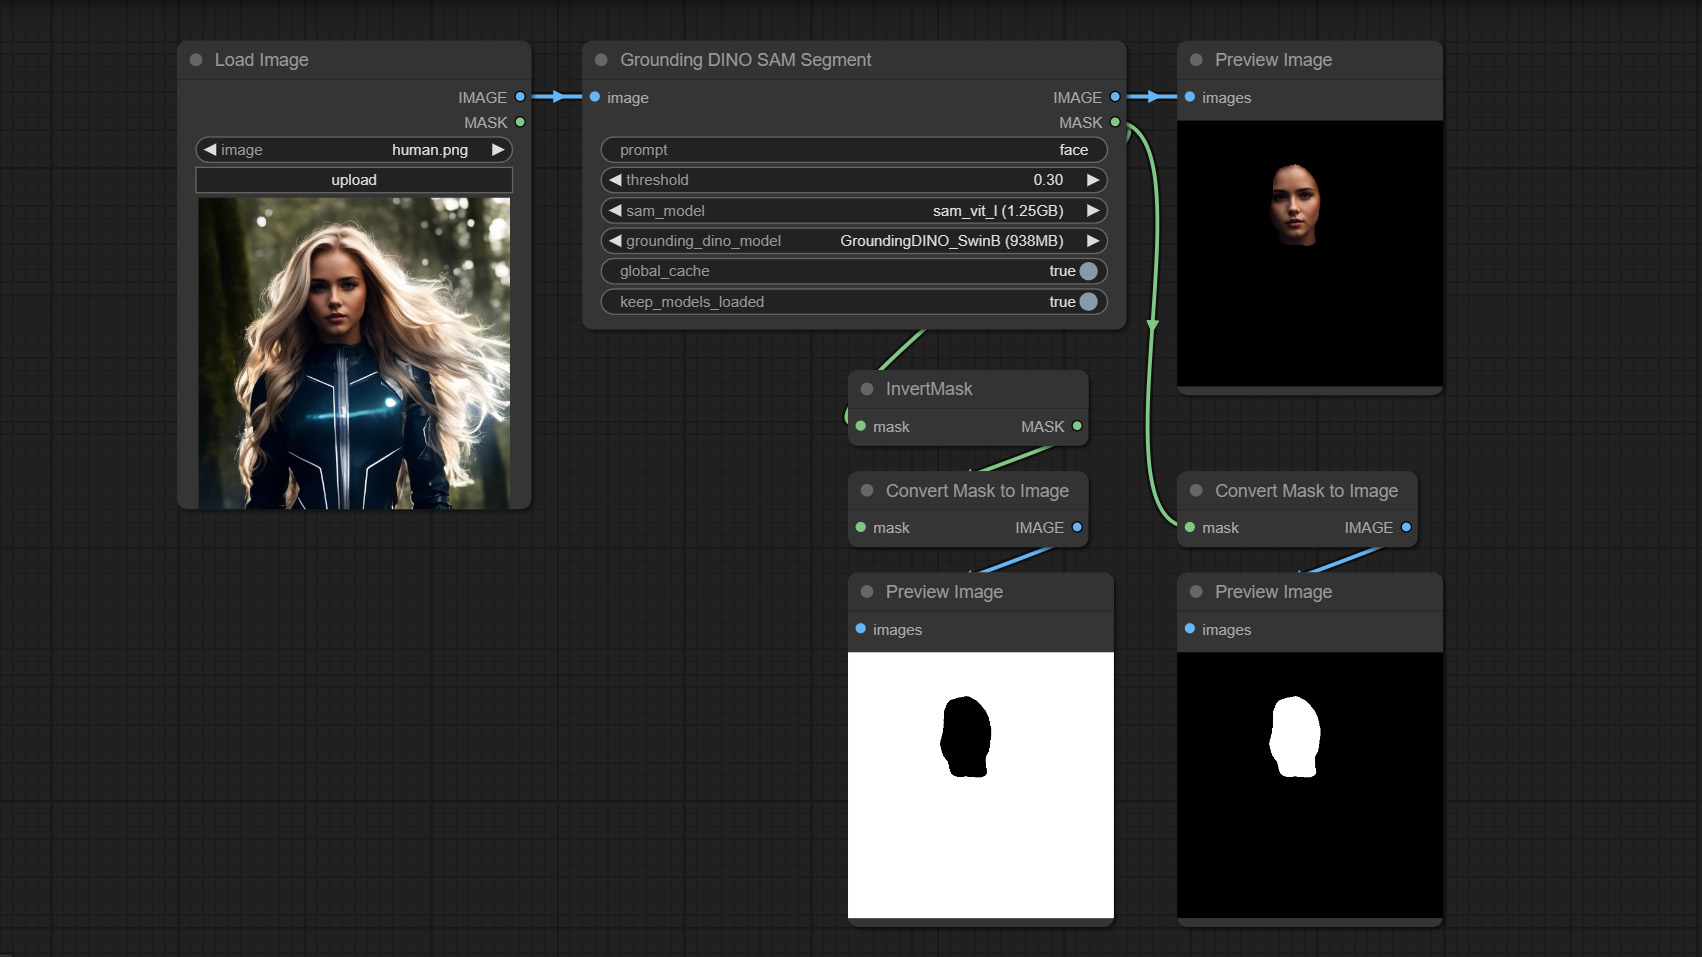 Load Image
IMAGE
MASK
image human.png
upload
Grounding DINO SAM Segment
image IMAGE
MASK
prompt face
threshold 0.30
sam_model sam_vit_l (1.25GB)
grounding_dino_model GroundingDINO_SwinB (938MB)
global_cache true
keep_models_loaded true
Preview Image
images
InvertMask
mask MASK
Convert Mask to Image
mask IMAGE
Preview Image
images
Convert Mask to Image
mask IMAGE
Preview Image
images